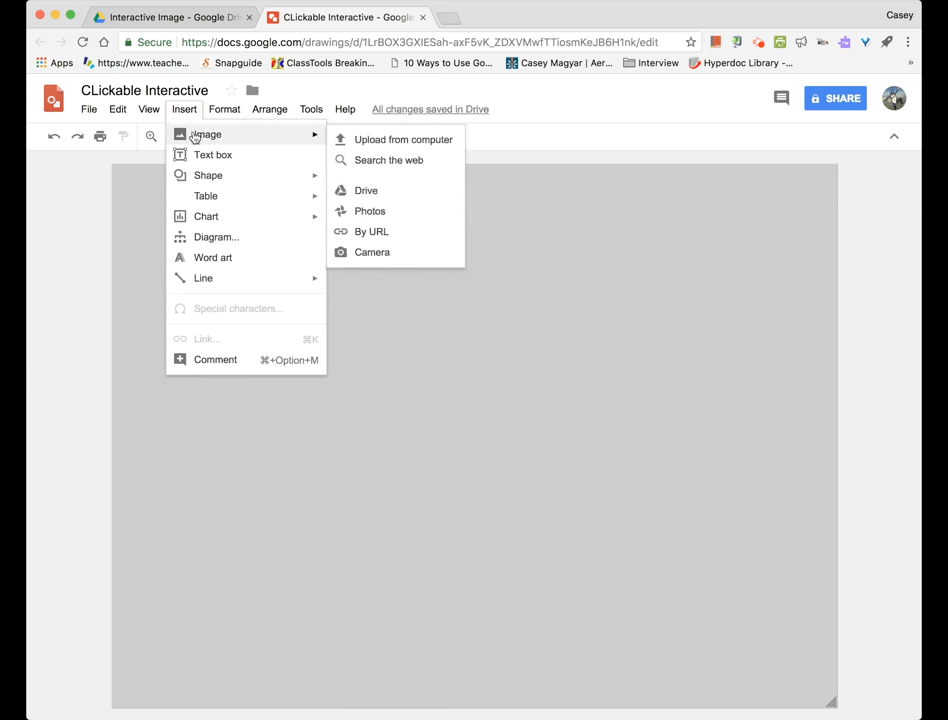 Interactive Image - Google Driv
CLickable Interactive - Google
Casey
Secure
https://docs.google.com/drawings/d/1LrBOX3GXIESah-axF5vK_ZDXVMwfTTiosmKeJB6H1nk/edit
Apps
https://www.teache...
Snapguide
ClassTools Breakin...
10 Ways to Use Go...
Casey Magyar | Aer...
Interview
Hyperdoc Library -...
CLickable Interactive
File Edit View Insert Format Arrange Tools Help All changes saved in Drive
SHARE
Image
Text box
Shape
Table
Chart
Diagram...
Word art
Line
Special characters...
Link... ⌘K
Comment ⌘+Option+M
Upload from computer
Search the web
Drive
Photos
By URL
Camera